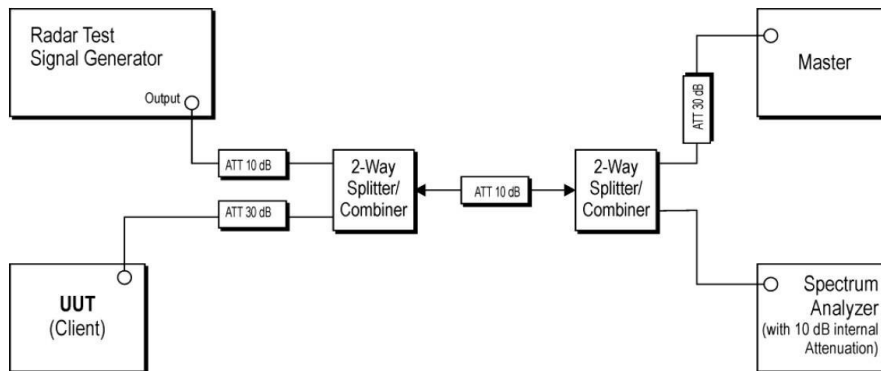 Radar Test
Signal Generator
Output
ATT 10 dB
2-Way
Splitter/
Combiner
ATT 30 dB
UUT
(Client)
ATT 10 dB
2-Way
Splitter/
Combiner
ATT 30 dB
Master
Spectrum
Analyzer
(with 10 dB internal
Attenuation)